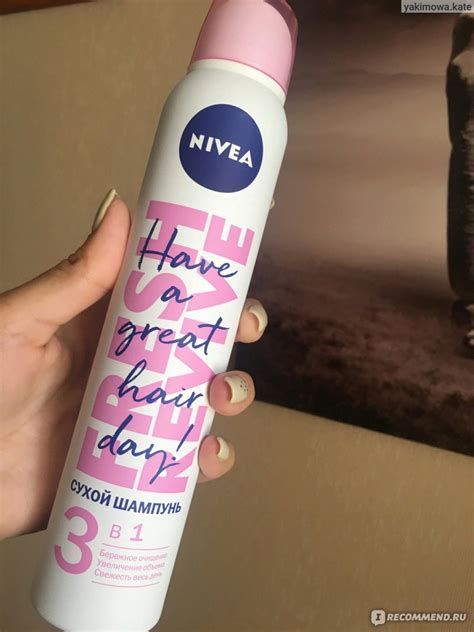 yakimowa.kate
NIVEA
FRESH
REVIVE
Have
a
great
hair
day!
СУХОЙ ШАМПУНЬ
3 в 1
Бережное очищение
Увеличение объема
Свежесть весь день
IRECOMMEND.RU